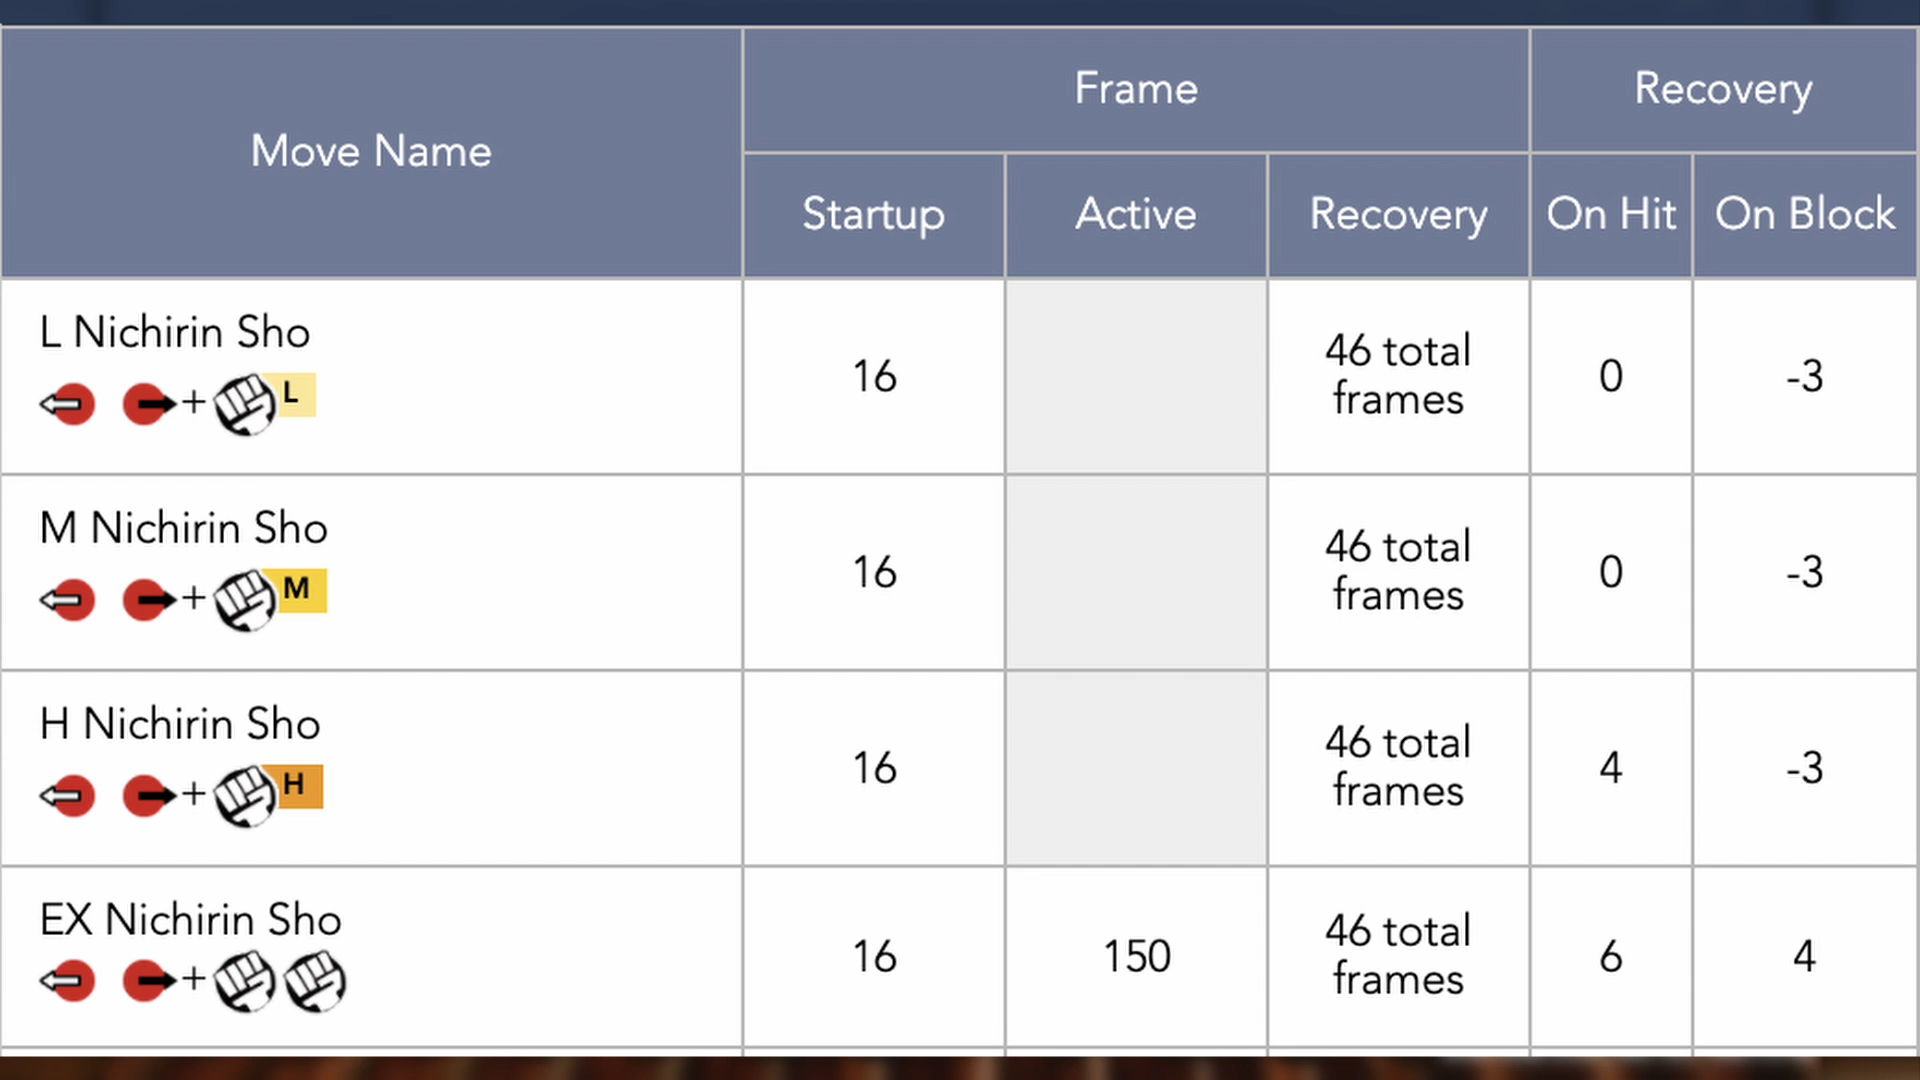 Move Name
Frame
Recovery
Startup
Active
Recovery
On Hit
On Block
L Nichirin Sho
+ L
16
46 total
frames
0
-3
M Nichirin Sho
+ M
16
46 total
frames
0
-3
H Nichirin Sho
+ H
16
46 total
frames
4
-3
EX Nichirin Sho
+
16
150
46 total
frames
6
4